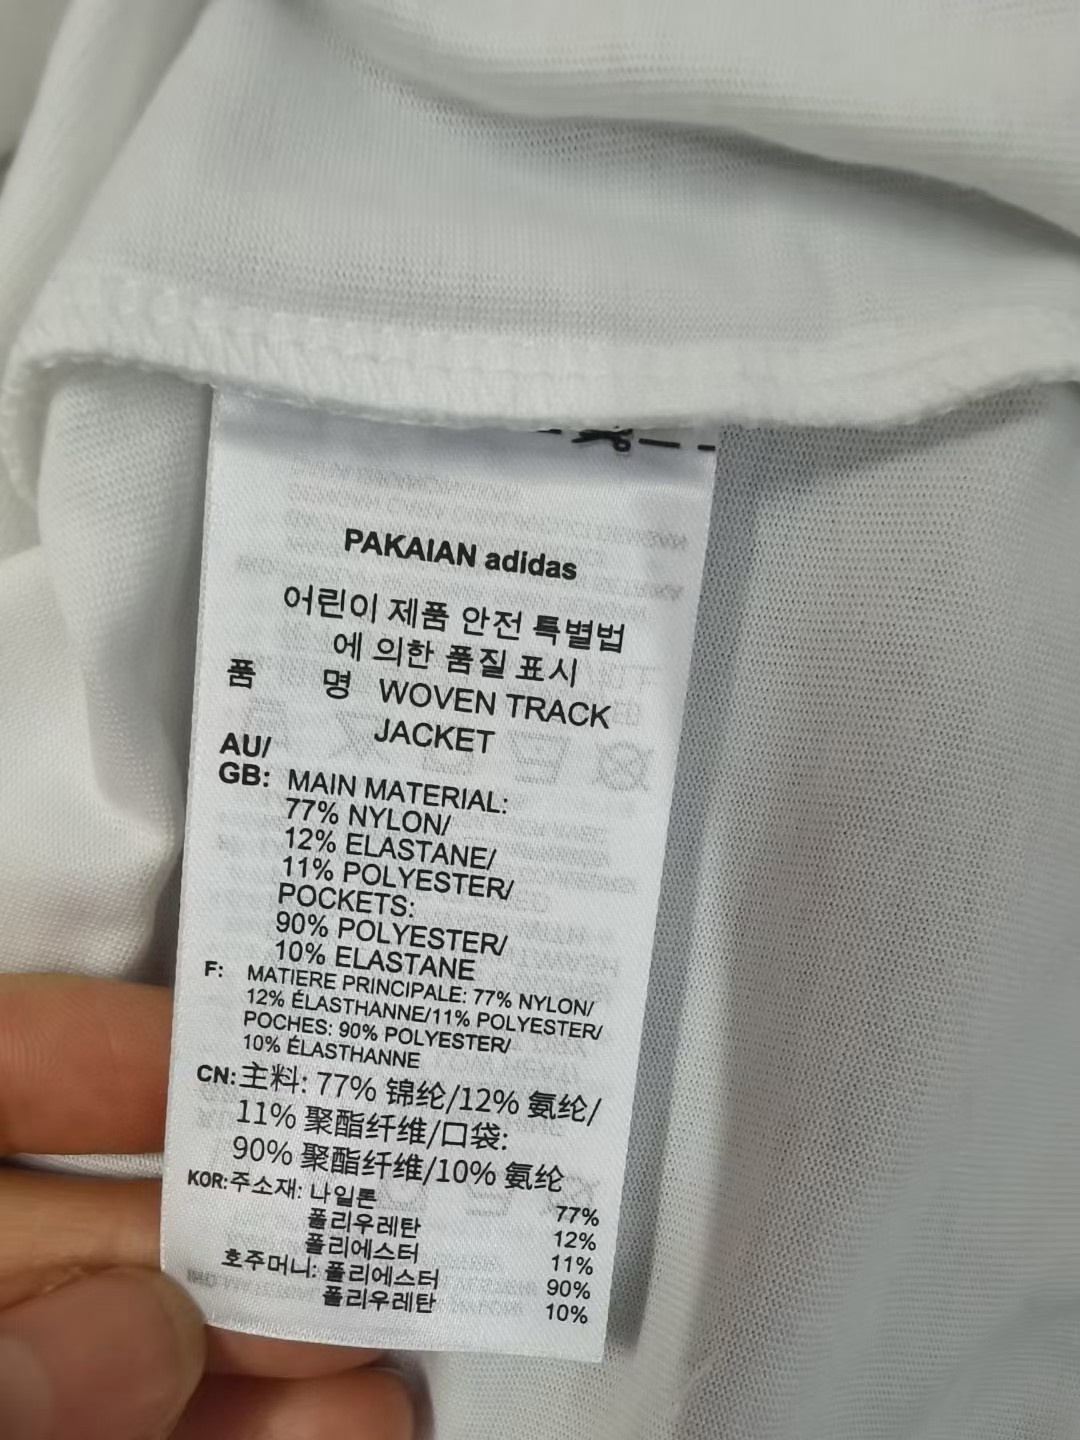 PAKAIAN adidas
어린이 제품 안전 특별법
에 의한 품질 표시
품 명 WOVEN TRACK
JACKET
AU/
GB: MAIN MATERIAL:
77% NYLON/
12% ELASTANE/
11% POLYESTER/
POCKETS:
90% POLYESTER/
10% ELASTANE
F: MATIERE PRINCIPALE: 77% NYLON/
12% ÉLASTHANNE/11% POLYESTER/
POCHES: 90% POLYESTER/
10% ÉLASTHANNE
CN:主料: 77% 锦纶/12% 氨纶/
11% 聚酯纤维/口袋:
90% 聚酯纤维/10% 氨纶
KOR:주소재: 나일론 77%
폴리우레탄 12%
폴리에스터 11%
호주머니: 폴리에스터 90%
폴리우레탄 10%